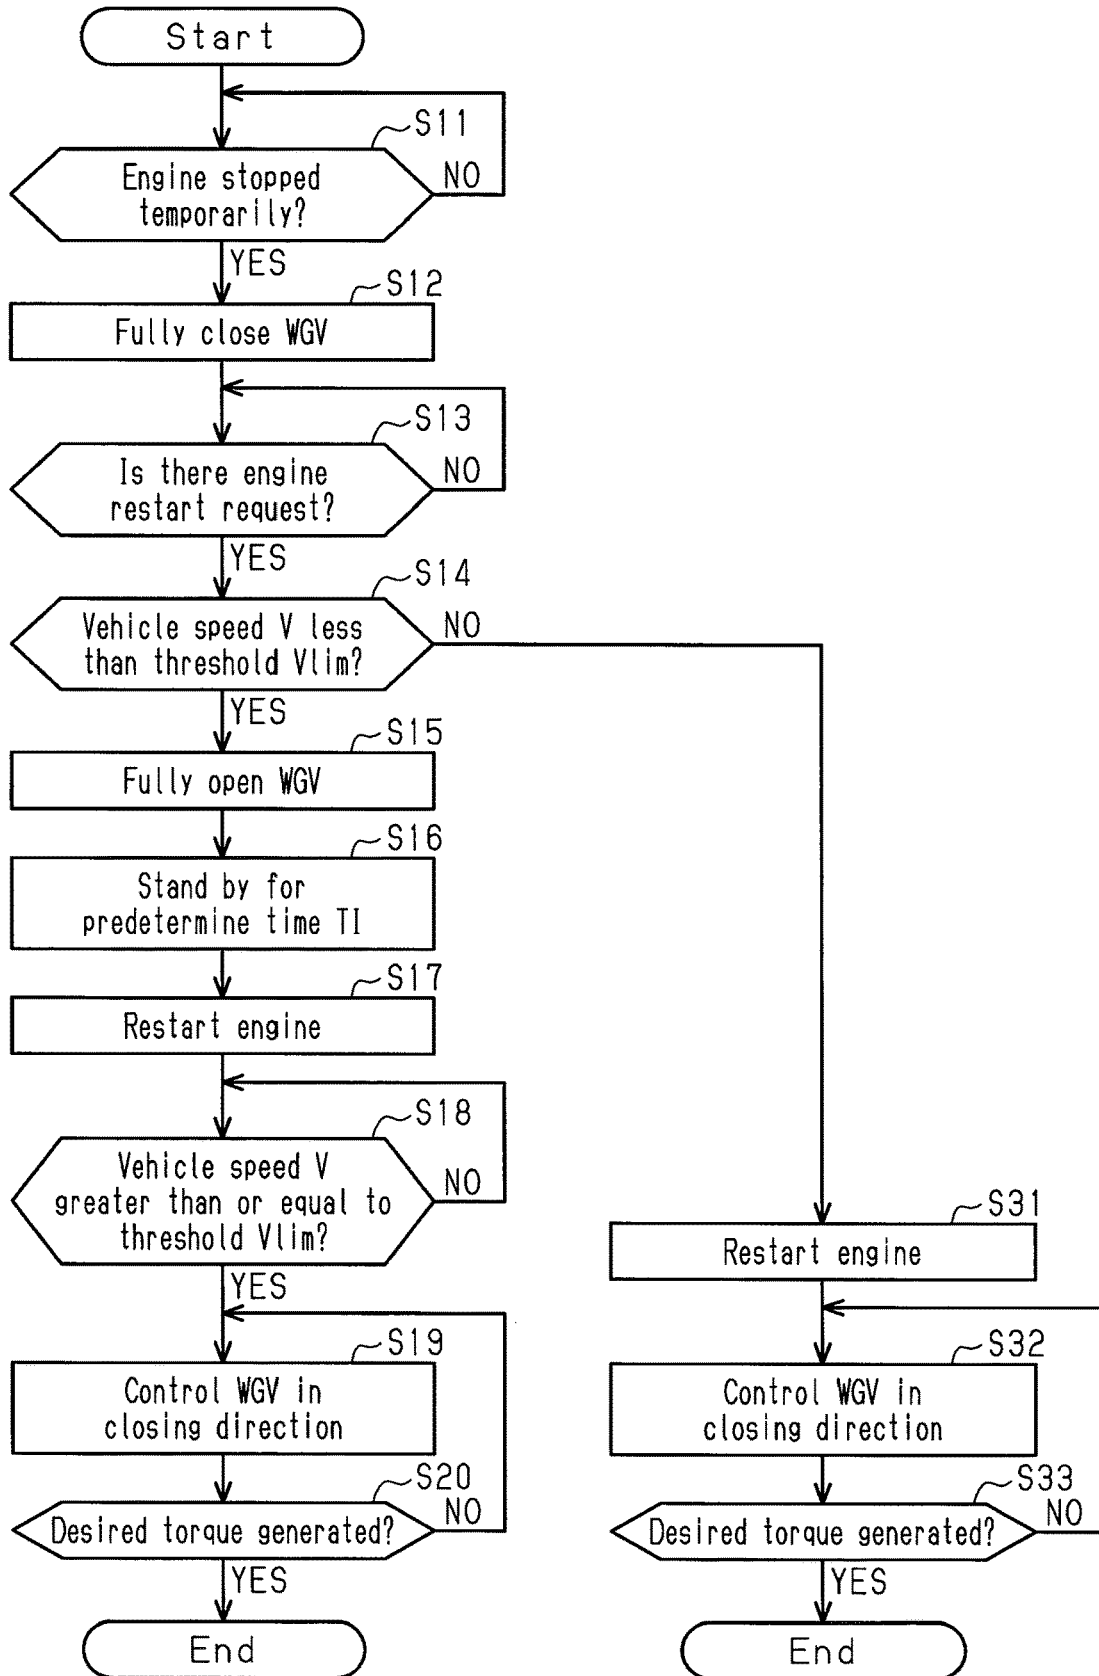 Start
S11
Engine stopped
temporarily?
NO
YES
S12
Fully close WGV
S13
Is there engine
restart request?
NO
YES
S14
Vehicle speed V less
than threshold Vlim?
NO
YES
S15
Fully open WGV
S16
Stand by for
predetermine time TI
S17
Restart engine
S18
Vehicle speed V
greater than or equal to
threshold Vlim?
NO
YES
S19
Control WGV in
closing direction
S20
Desired torque generated?
NO
YES
End
S31
Restart engine
S32
Control WGV in
closing direction
S33
Desired torque generated?
NO
YES
End